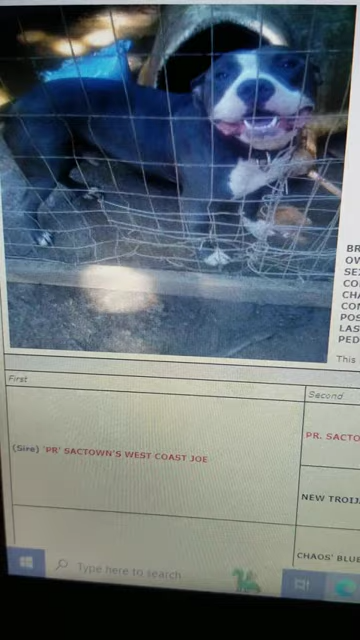 BR
OW
SE
CO
CHA
CON
POS
LAS
PED
This
First
Second
(Sire) 'PR' SACTOWN'S WEST COAST JOE
PR. SACTO
NEW TROIJ
CHAOS' BLUE
Type here to search